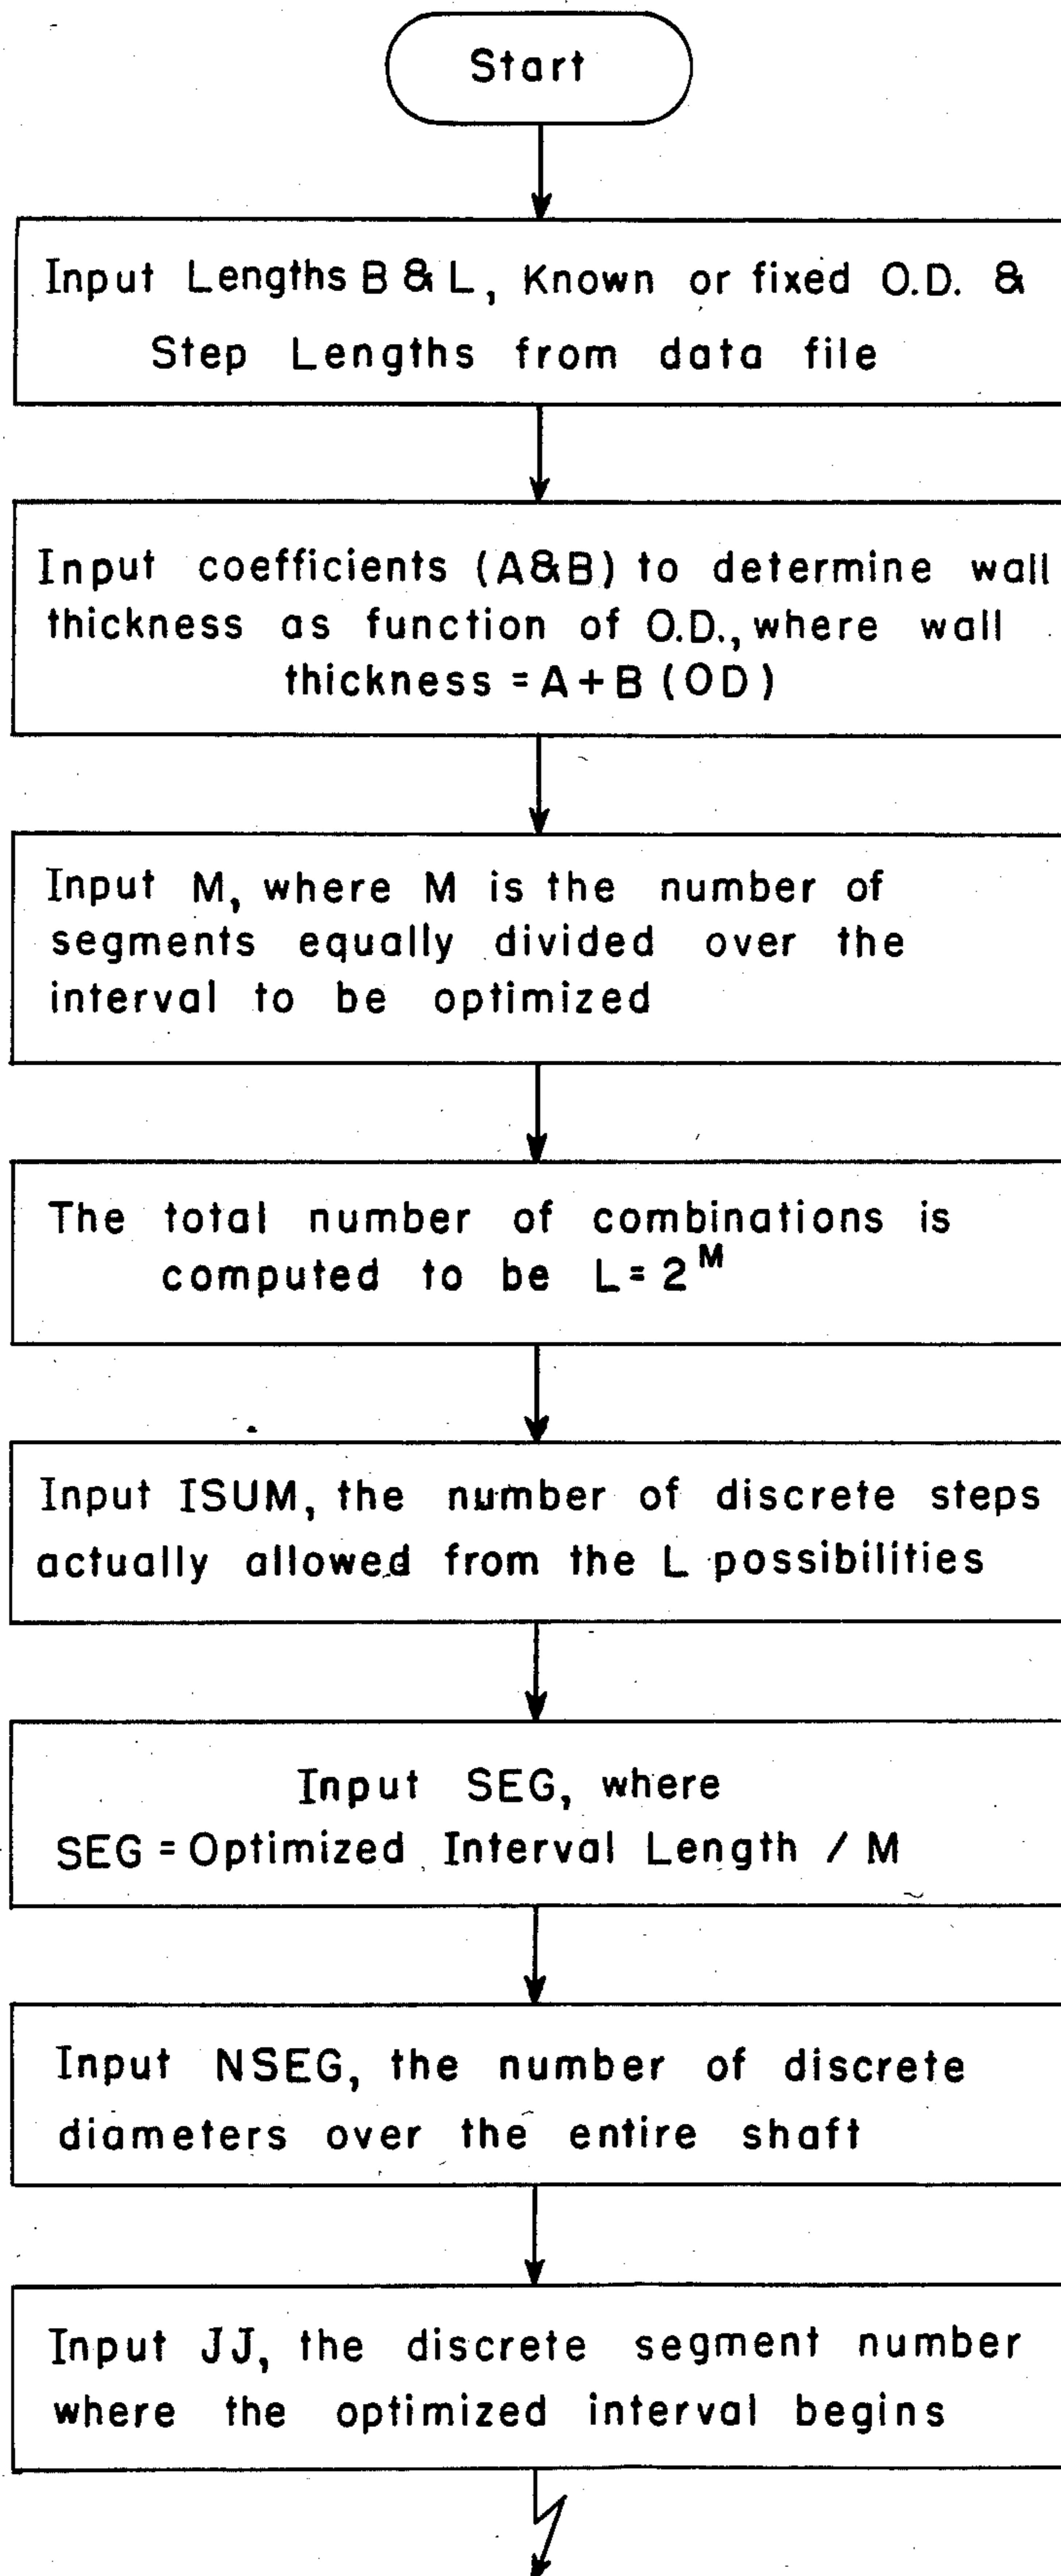 Start
Input Lengths B & L, Known or fixed O.D. &
Step Lengths from data file
Input coefficients (A&B) to determine wall
thickness as function of O.D., where wall
thickness = A + B (OD)
Input M, where M is the number of
segments equally divided over the
interval to be optimized
The total number of combinations is
computed to be L = 2^M
Input ISUM, the number of discrete steps
actually allowed from the L possibilities
Input SEG, where
SEG = Optimized Interval Length / M
Input NSEG, the number of discrete
diameters over the entire shaft
Input JJ, the discrete segment number
where the optimized interval begins